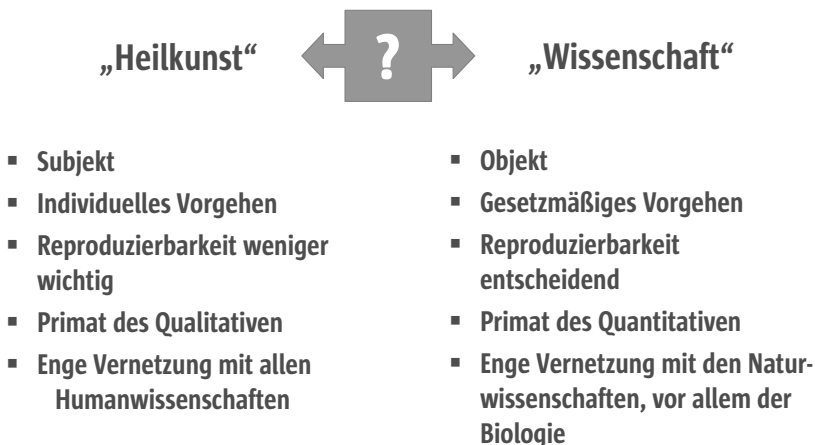 „Heilkunst“
?
„Wissenschaft“
▪ Subjekt
▪ Individuelles Vorgehen
▪ Reproduzierbarkeit weniger
wichtig
▪ Primat des Qualitativen
▪ Enge Vernetzung mit allen
Humanwissenschaften
▪ Objekt
▪ Gesetzmäßiges Vorgehen
▪ Reproduzierbarkeit
entscheidend
▪ Primat des Quantitativen
▪ Enge Vernetzung mit den Natur-
wissenschaften, vor allem der
Biologie